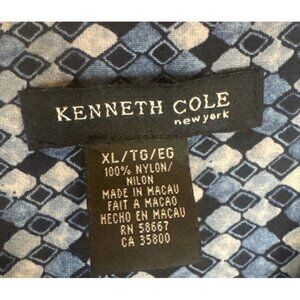 KENNETH COLE
new york
XL/TG/EG
100% NYLON/
NILON
MADE IN MACAU
FAIT A MACAO
HECHO EN MACAU
RN 58667
CA 35800